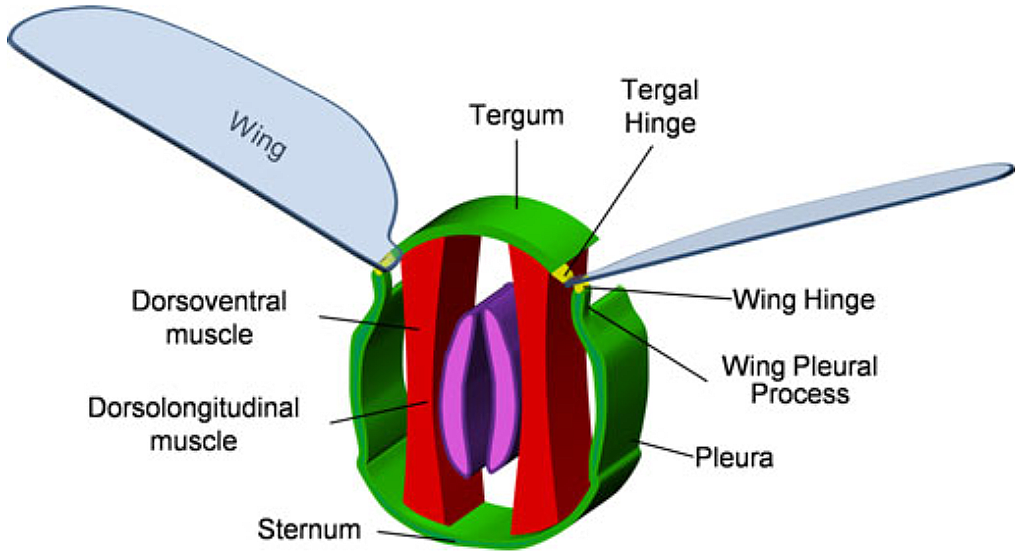 Wing
Tergum
Tergal
Hinge
Dorsoventral
muscle
Wing Hinge
Wing Pleural
Process
Dorsolongitudinal
muscle
Pleura
Sternum